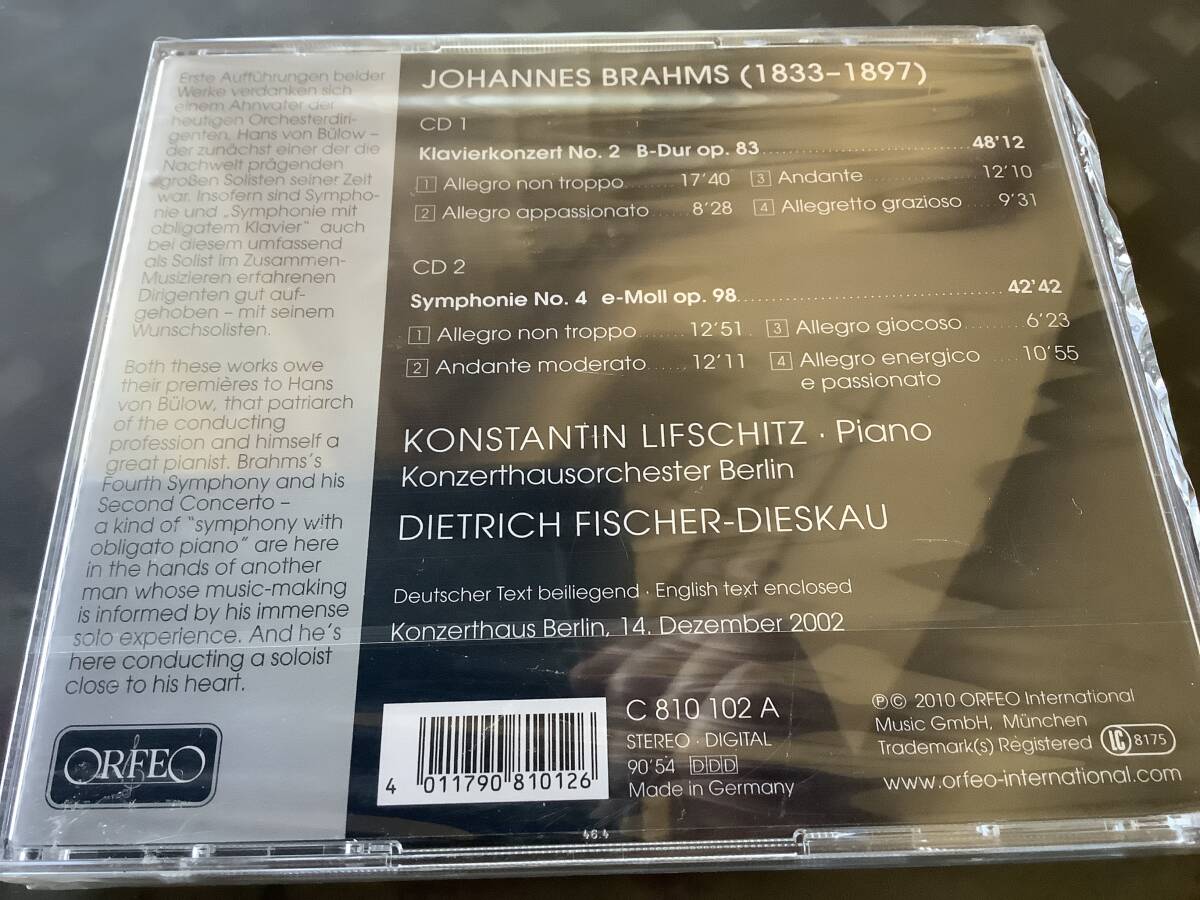 Erste Aufführungen beider
Werke verdanken sich
einem Ahnvater der
heutigen Orchesterdiri-
genten, Hans von Bülow –
der zunächst einer der die
Nachwelt prägenden
großen Solisten seiner Zeit
war. Insofern sind Sympho-
nie und „Symphonie mit
obligatem Klavier“ auch
bei diesem umfassend
als Solist im Zusammen-
Musizieren erfahrenen
Dirigenten gut auf-
gehoben – mit seinem
Wunschsolisten.
Both these works owe
their premières to Hans
von Bülow, that patriarch
of the conducting
profession and himself a
great pianist. Brahms's
Fourth Symphony and his
Second Concerto –
a kind of “symphony with
obligato piano” are here
in the hands of another
man whose music-making
is informed by his immense
solo experience. And he's
here conducting a soloist
close to his heart.
ORFEO
JOHANNES BRAHMS (1833–1897)
CD 1
Klavierkonzert No. 2 B-Dur op. 83 48'12
1 Allegro non troppo 17'40 3 Andante 12'10
2 Allegro appassionato 8'28 4 Allegretto grazioso 9'31
CD 2
Symphonie No. 4 e-Moll op. 98 42'42
1 Allegro non troppo 12'51 3 Allegro giocoso 6'23
2 Andante moderato 12'11 4 Allegro energico 10'55
e passionato
KONSTANTIN LIFSCHITZ · Piano
Konzerthausorchester Berlin
DIETRICH FISCHER-DIESKAU
Deutscher Text beiliegend · English text enclosed
Konzerthaus Berlin, 14. Dezember 2002
4 011790 810126
C 810 102 A
STEREO · DIGITAL
90'54 DDD
Made in Germany
℗© 2010 ORFEO International
Music GmbH, München
Trademark(s) Registered LC 8175
www.orfeo-international.com
46.4